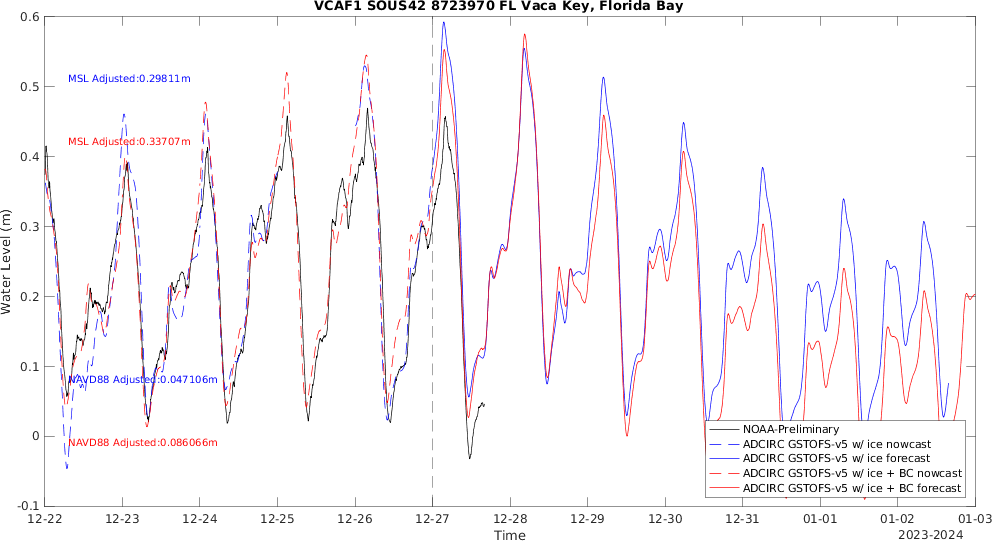 VCAF1 SOUS42 8723970 FL Vaca Key, Florida Bay
0.6
0.5
0.4
0.3
0.2
0.1
0
-0.1
Water Level (m)
MSL Adjusted:0.29811m
MSL Adjusted:0.33707m
NAVD88 Adjusted:0.047106m
NAVD88 Adjusted:0.086066m
NOAA-Preliminary
ADCIRC GSTOFS-v5 w/ ice nowcast
ADCIRC GSTOFS-v5 w/ ice forecast
ADCIRC GSTOFS-v5 w/ ice + BC nowcast
ADCIRC GSTOFS-v5 w/ ice + BC forecast
12-22 12-23 12-24 12-25 12-26 12-27 12-28 12-29 12-30 12-31 01-01 01-02 01-03
Time
2023-2024